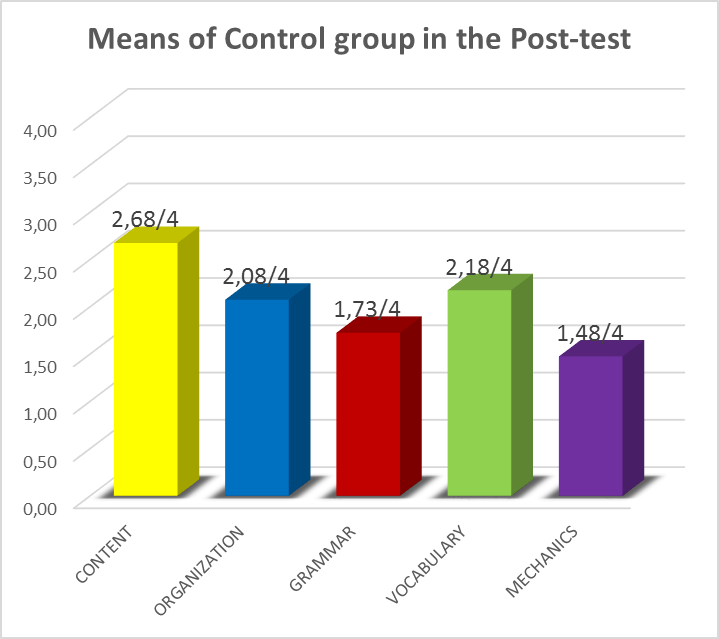 Means of Control group in the Post-test
4,00
3,50
3,00
2,50
2,00
1,50
1,00
0,50
0,00
2,68/4
2,08/4
1,73/4
2,18/4
1,48/4
CONTENT
ORGANIZATION
GRAMMAR
VOCABULARY
MECHANICS